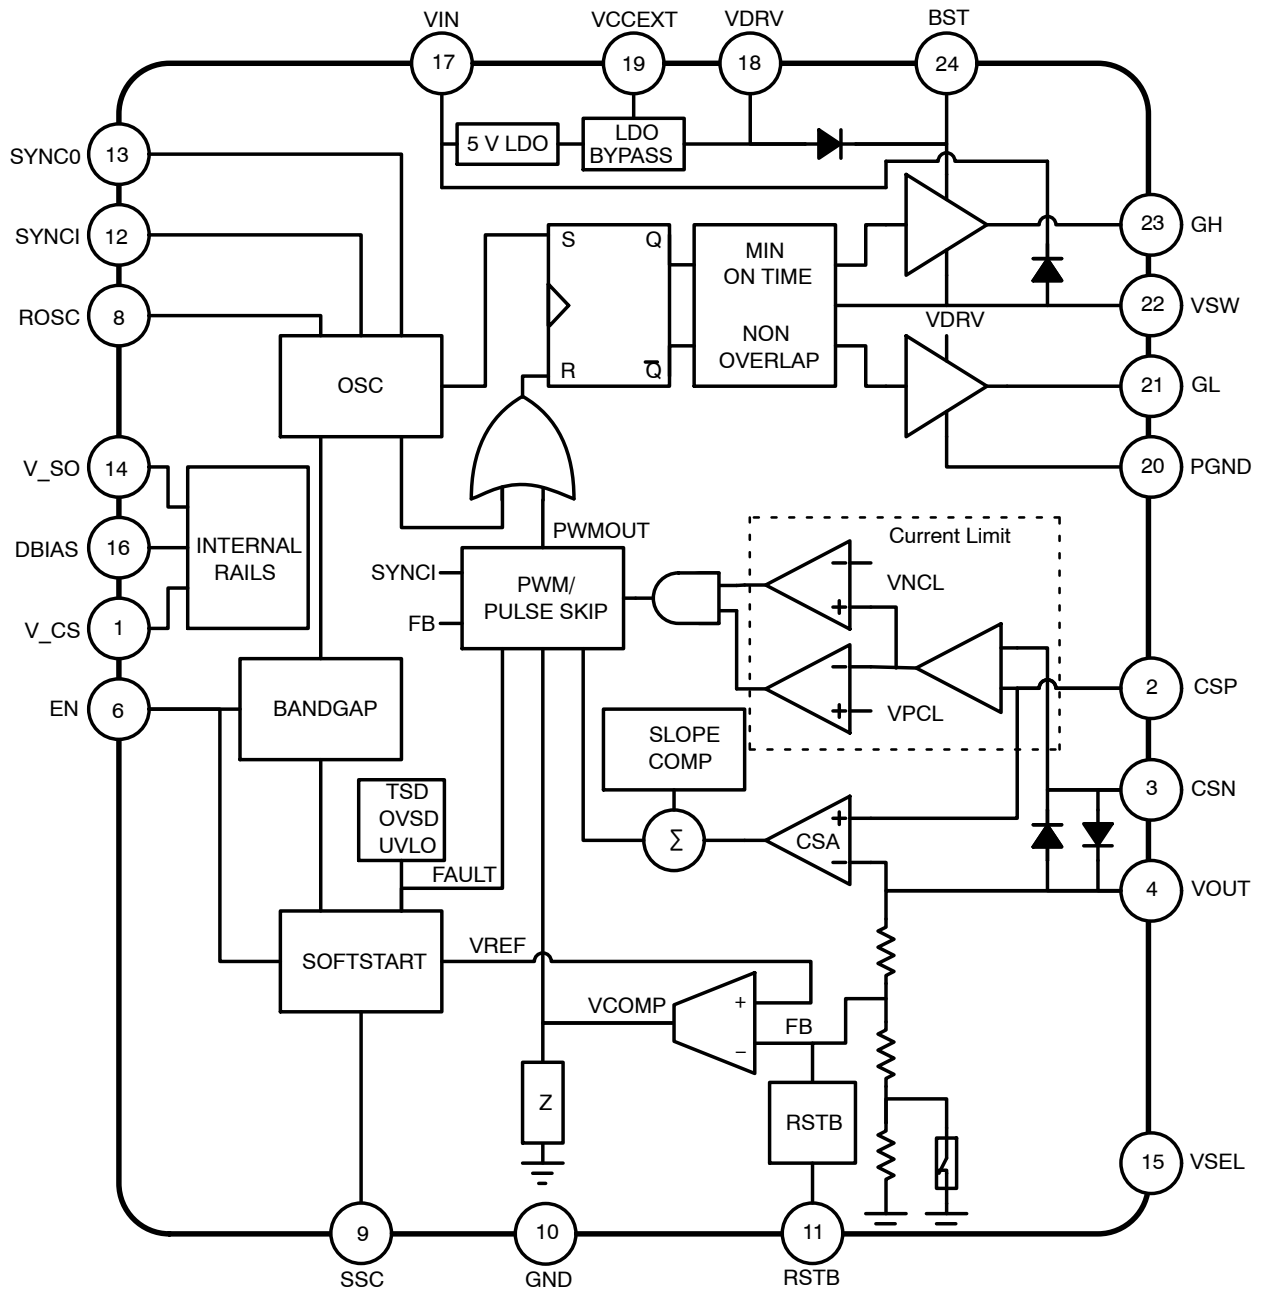 VIN
VCCEXT
VDRV
BST
17
19
18
24
SYNC0
13
5 V LDO
LDO
BYPASS
SYNCI
12
23
GH
S
Q
MIN
ON TIME
ROSC
8
22
VSW
VDRV
NON
OVERLAP
R
Q̅
OSC
21
GL
V_SO
14
20
PGND
DBIAS
16
INTERNAL
RAILS
PWMOUT
Current Limit
SYNCI
PWM/
PULSE SKIP
FB
VNCL
−
+
V_CS
1
EN
6
BANDGAP
2
CSP
−
+
VPCL
SLOPE
COMP
TSD
OVSD
UVLO
3
CSN
Σ
CSA
+
−
FAULT
4
VOUT
SOFTSTART
VREF
VCOMP
+
−
FB
Z
RSTB
15
VSEL
9
10
11
SSC
GND
RSTB